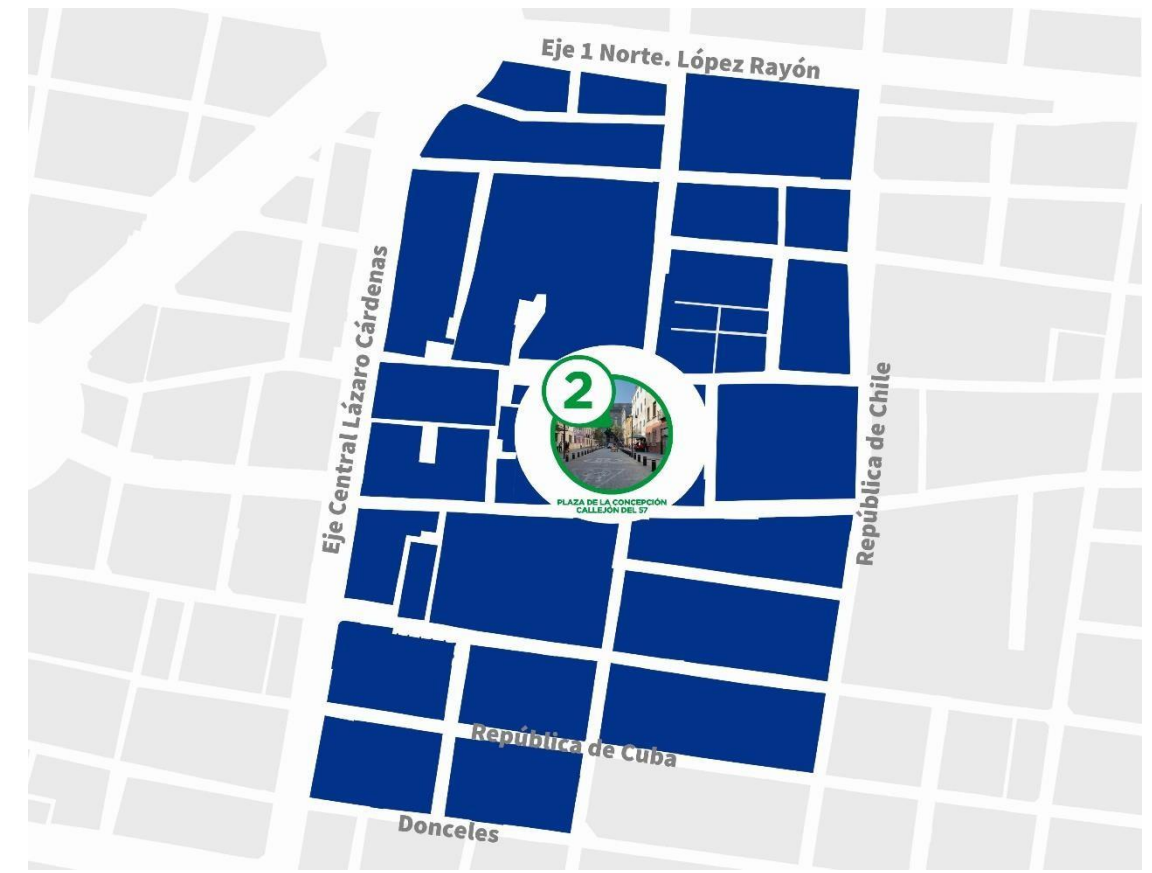 Eje 1 Norte. López Rayón
Eje Central Lázaro Cárdenas
2
República de Chile
PLAZA DE LA CONCEPCIÓN
CALLEJÓN DEL 57
República de Cuba
Donceles